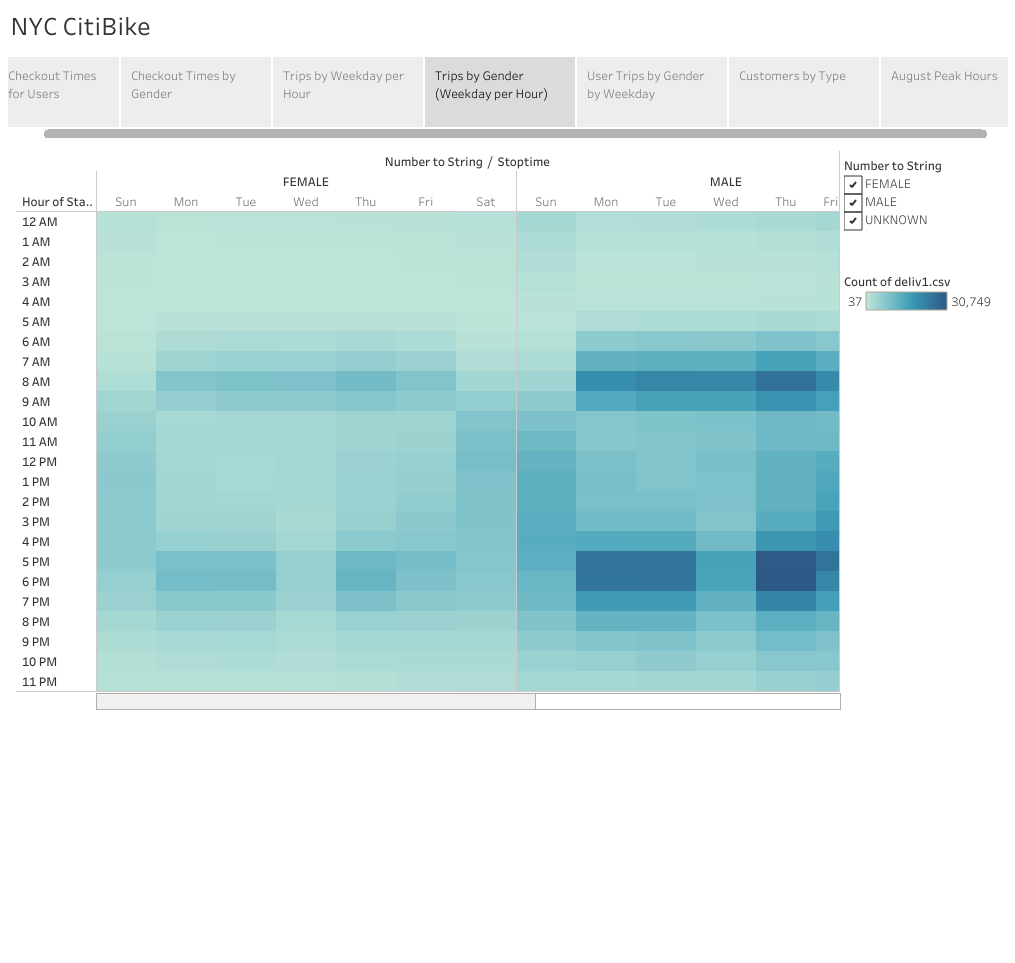 NYC CitiBike
Checkout Times for Users
Checkout Times by Gender
Trips by Weekday per Hour
Trips by Gender (Weekday per Hour)
User Trips by Gender by Weekday
Customers by Type
August Peak Hours
Number to String / Stoptime
FEMALE MALE
Hour of Sta.. Sun Mon Tue Wed Thu Fri Sat Sun Mon Tue Wed Thu Fri
12 AM
1 AM
2 AM
3 AM
4 AM
5 AM
6 AM
7 AM
8 AM
9 AM
10 AM
11 AM
12 PM
1 PM
2 PM
3 PM
4 PM
5 PM
6 PM
7 PM
8 PM
9 PM
10 PM
11 PM
Number to String
FEMALE
MALE
UNKNOWN
Count of deliv1.csv
37 30,749